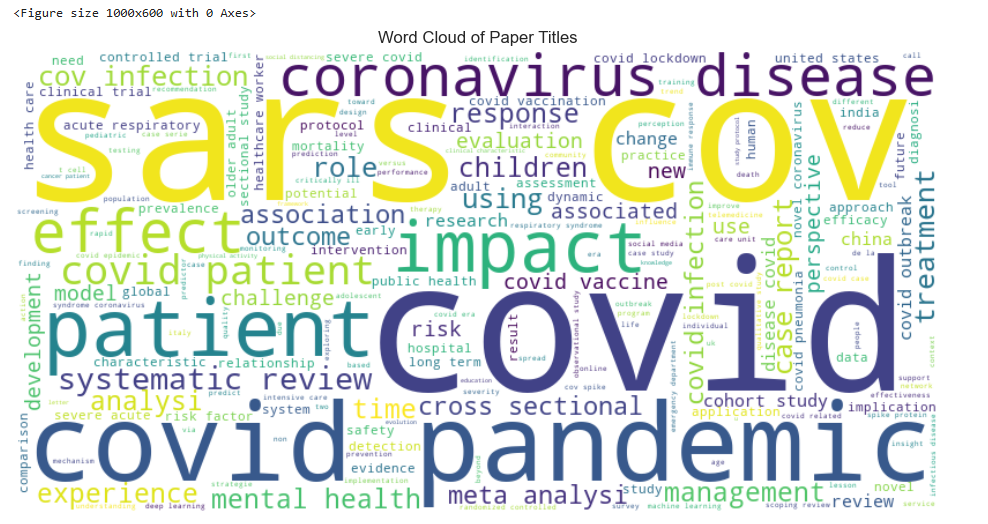 <Figure size 1000x600 with 0 Axes>
Word Cloud of Paper Titles
need
controlled trial
first
social distancing
severe covid
identification
covid lockdown
united states
call
cov infection
coronavirus disease
clinical trial
recommendation
health care
sectional study
older adult
healthcare worker
toward
design
covid vaccination
response
training
trend
different
india
reduce
acute respiratory
case serie
pediatric
testing
protocol
level
mortality
prediction
clinical
interaction
evaluation
clinical characteristic
community
perception
change
practice
immune response
study protocol
human
death
novel coronavirus
diagnosi
future
sars cov
t cell
cancer patient
population
versus
performance
critically ill
potential
role
children
new
adult
assessment
dynamic
using
therapy
respiratory syndrome
influenza
associated
research
early
association
outcome
intervention
screening
prevalence
rapid
monitoring
covid epidemic
physical activity
effect
impact
era
social media
knowledge
improve
telemedicine
use
care unit
tool
approach
efficacy
china
de la
perspective
covid outbreak
treatment
finding
syndrome coronavirus
case
predictor
covid patient
public health
covid vaccine
model
global
challenge
adolescent
development
action
italy
quality
due
exploring
patient
covid
covid era
risk
hospital
long term
result
spread
observational study
outbreak
program
life
online
covid infection
lockdown
individual
uk
post covid
qualitative study
disease covid
case report
covid pneumonia
control
covid case
people
data
context
support
network
effectiveness
characteristic
relationship
based
systematic review
predict
intensive care
education
severity
cov spike
evolution
emergency department
cohort study
implication
analysi
letter
severe acute
risk factor
system
two
time
cross sectional
application
covid related
spike protein
comparison
via
non
safety
detection
prevention
evidence
implementation
beyond
covid pandemic
mechanism
age
insight
infectious disease
strategie
experience
understanding
deep learning
mental health
meta analysi
randomized controlled
study
survey
management
machine learning
scoping review
lesson
review
novel
service